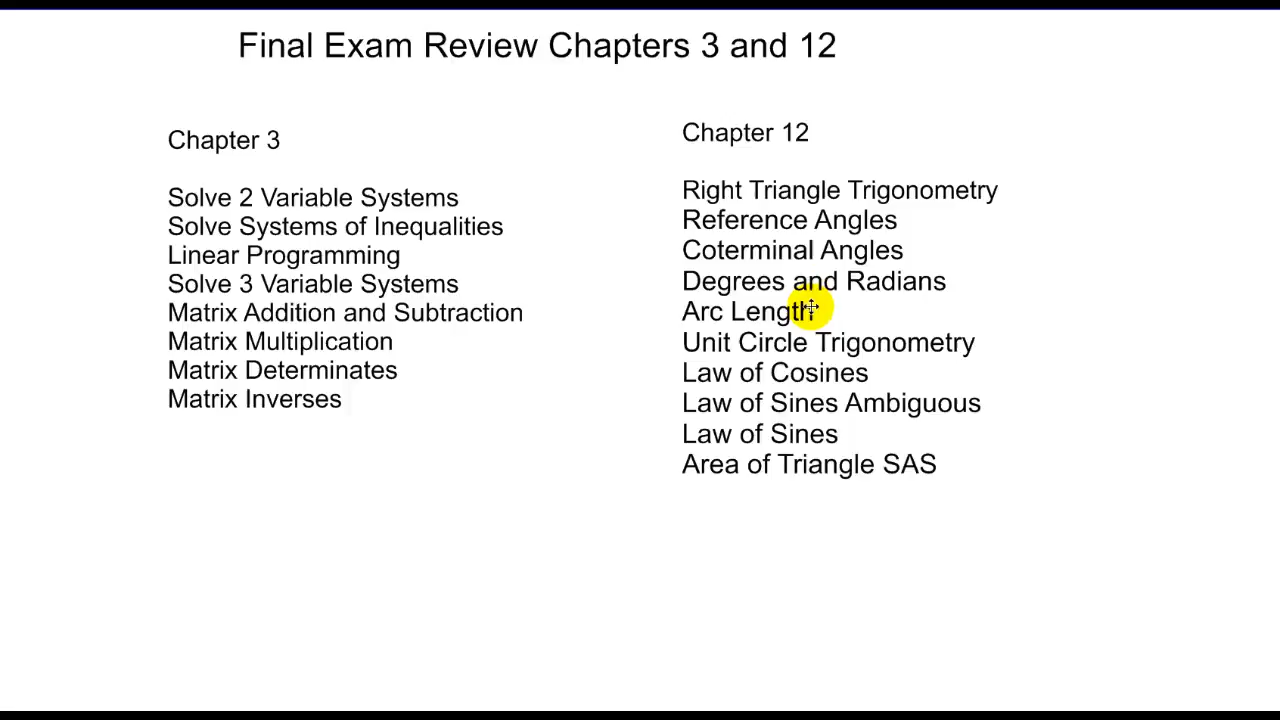 Final Exam Review Chapters 3 and 12
Chapter 3
Solve 2 Variable Systems
Solve Systems of Inequalities
Linear Programming
Solve 3 Variable Systems
Matrix Addition and Subtraction
Matrix Multiplication
Matrix Determinates
Matrix Inverses
Chapter 12
Right Triangle Trigonometry
Reference Angles
Coterminal Angles
Degrees and Radians
Arc Length
Unit Circle Trigonometry
Law of Cosines
Law of Sines Ambiguous
Law of Sines
Area of Triangle SAS